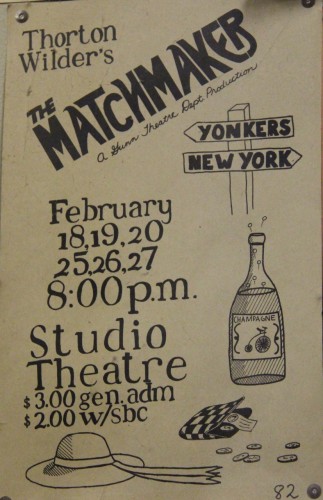 Thorton
Wilder's
THE
MATCHMAKER
A Gunn Theatre Dept Production
YONKERS
NEW YORK
February
18,19,20
25,26,27
8:00 p.m.
CHAMPAGNE
Studio
Theatre
$3.00 gen. adm
$2.00 w/sbc
82